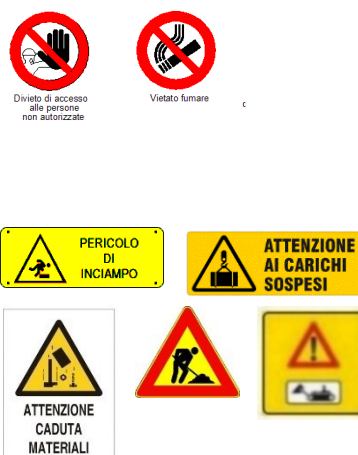 Divieto di accesso
alle persone
non autorizzate
Vietato fumare
PERICOLO
DI
INCIAMPO
ATTENZIONE
AI CARICHI
SOSPESI
ATTENZIONE
CADUTA
MATERIALI